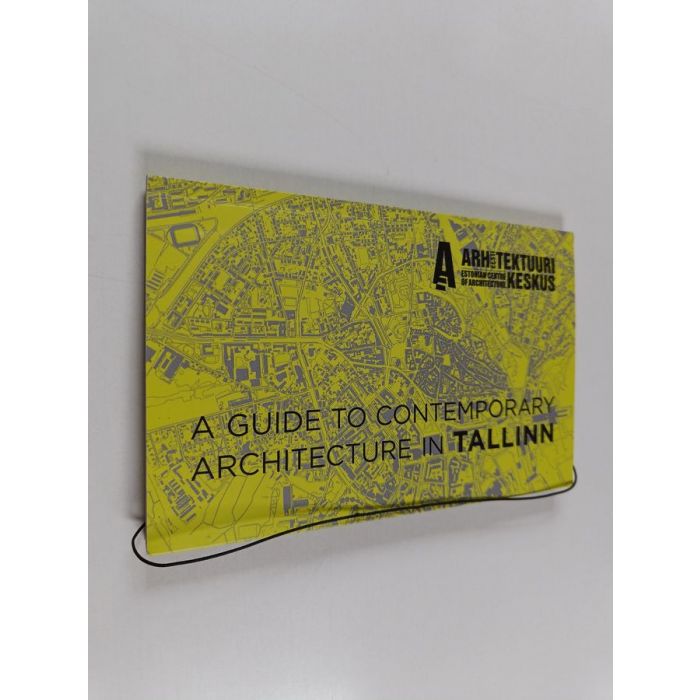 A ARHITEKTUURI
ESTONIAN CENTRE
OF ARCHITECTURE KESKUS
A GUIDE TO CONTEMPORARY
ARCHITECTURE IN TALLINN